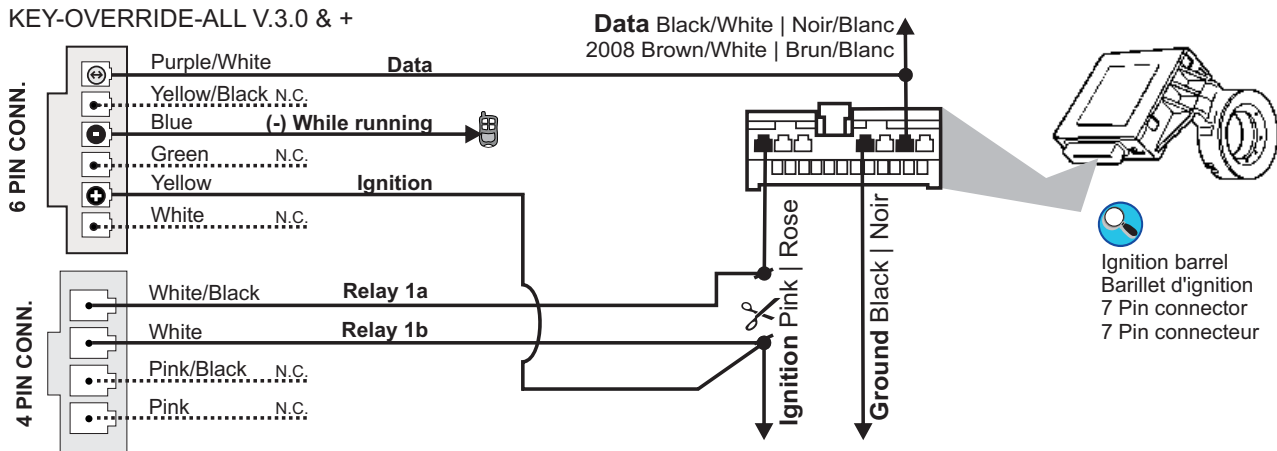 KEY-OVERRIDE-ALL V.3.0 & +
Data Black/White | Noir/Blanc
2008 Brown/White | Brun/Blanc
6 PIN CONN.
Purple/White Data
Yellow/Black N.C.
Blue (-) While running
Green N.C.
Yellow Ignition
White N.C.
4 PIN CONN.
White/Black Relay 1a
White Relay 1b
Pink/Black N.C.
Pink N.C.
Ignition Pink | Rose
Ground Black | Noir
Ignition barrel
Barillet d'ignition
7 Pin connector
7 Pin connecteur